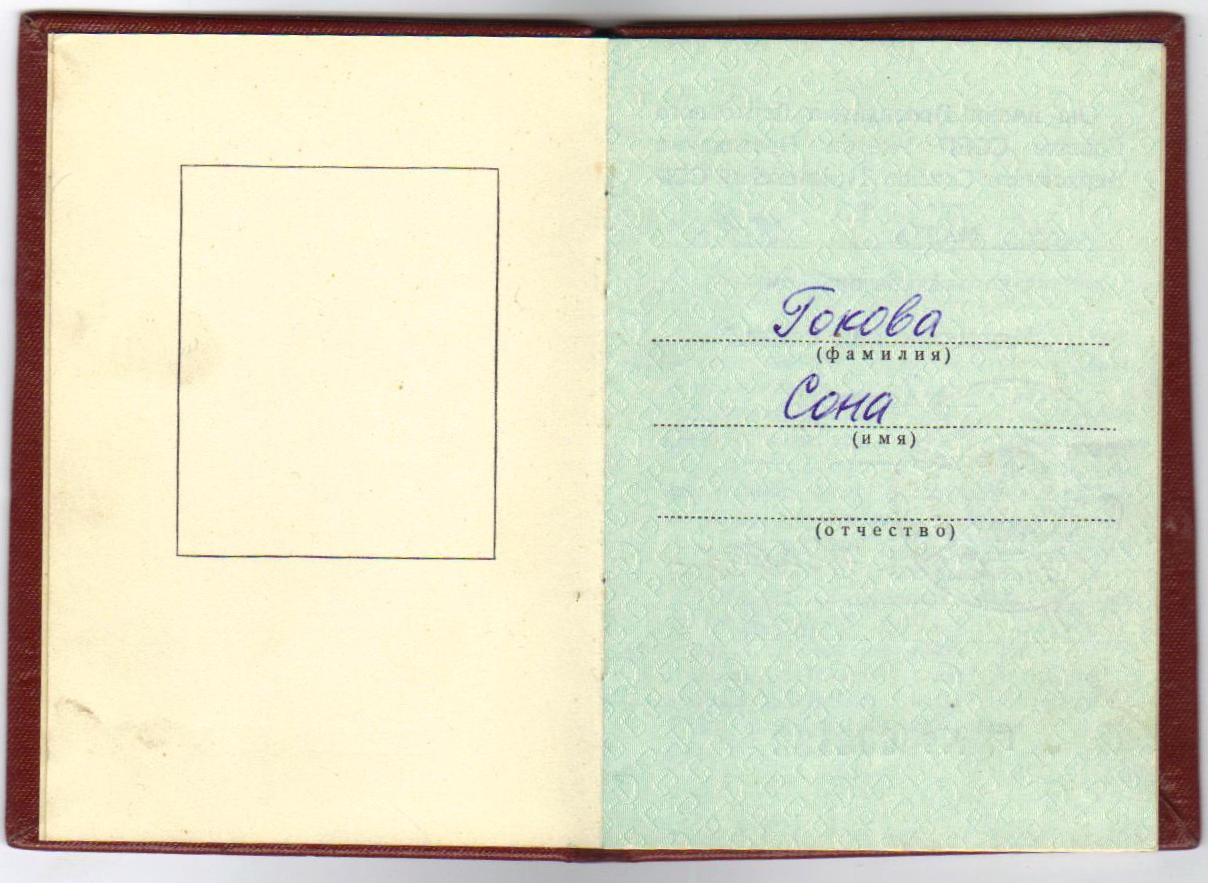 Гокова
(фамилия)
Сона
(имя)
(отчество)